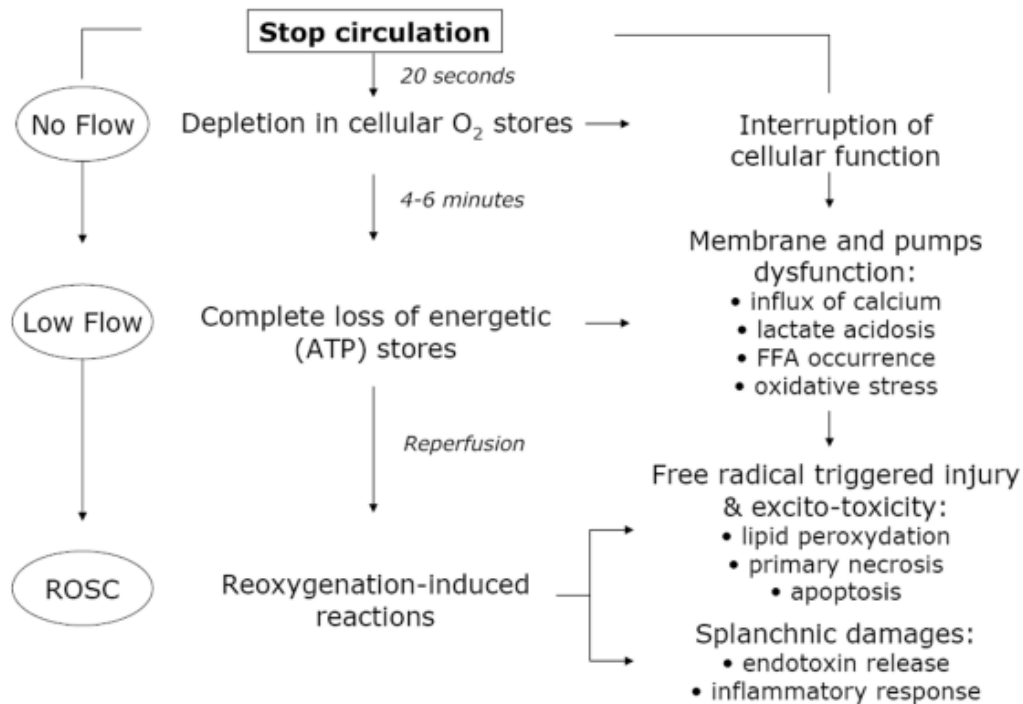 Stop circulation
20 seconds
No Flow
Depletion in cellular O₂ stores
Interruption of
cellular function
4-6 minutes
Membrane and pumps
dysfunction:
• influx of calcium
• lactate acidosis
• FFA occurrence
• oxidative stress
Low Flow
Complete loss of energetic
(ATP) stores
Reperfusion
Free radical triggered injury
& excito-toxicity:
• lipid peroxydation
• primary necrosis
• apoptosis
ROSC
Reoxygenation-induced
reactions
Splanchnic damages:
• endotoxin release
• inflammatory response